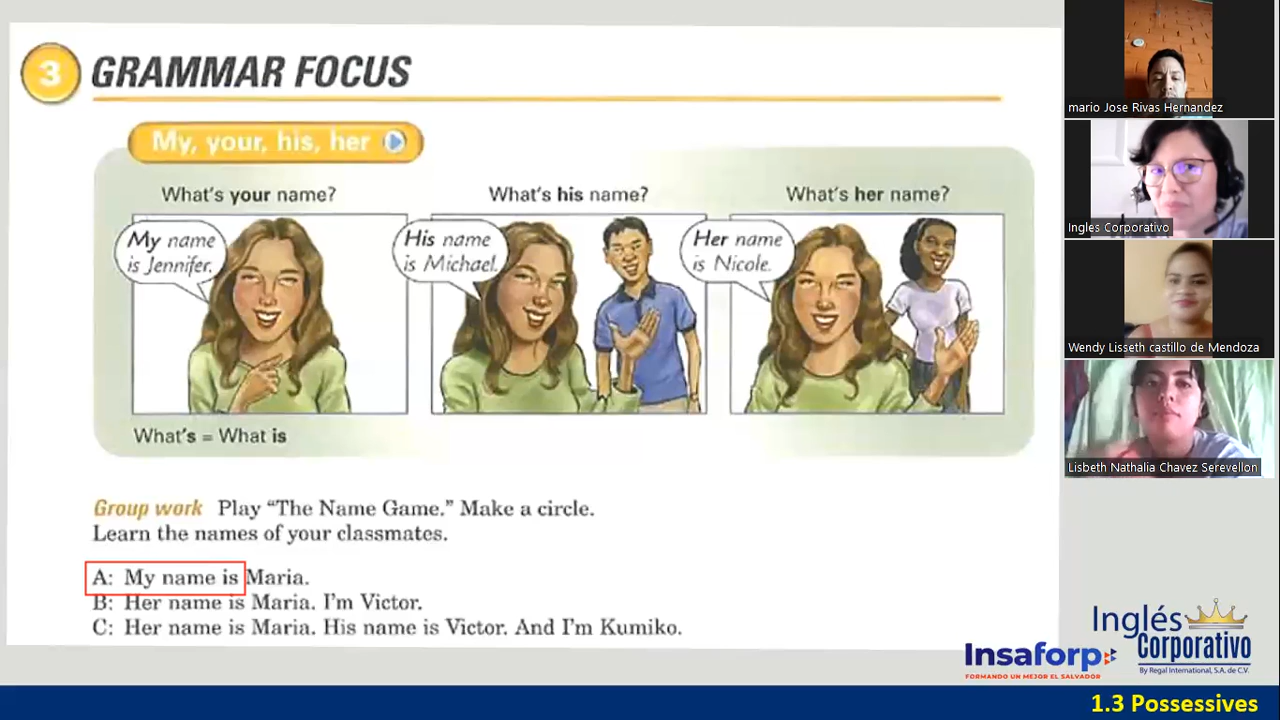 3 GRAMMAR FOCUS
My, your, his, her
What's your name?
My name
is Jennifer.
What's his name?
His name
is Michael.
What's her name?
Her name
is Nicole.
What's = What is
Group work Play “The Name Game.” Make a circle.
Learn the names of your classmates.
A: My name is Maria.
B: Her name is Maria. I'm Victor.
C: Her name is Maria. His name is Victor. And I'm Kumiko.
mario Jose Rivas Hernandez
Ingles Corporativo
Wendy Lisseth castillo de Mendoza
Lisbeth Nathalia Chavez Serevellon
Insaforp
FORMANDO UN MEJOR EL SALVADOR
Inglés
Corporativo
By Regal International, S.A. de C.V.
1.3 Possessives